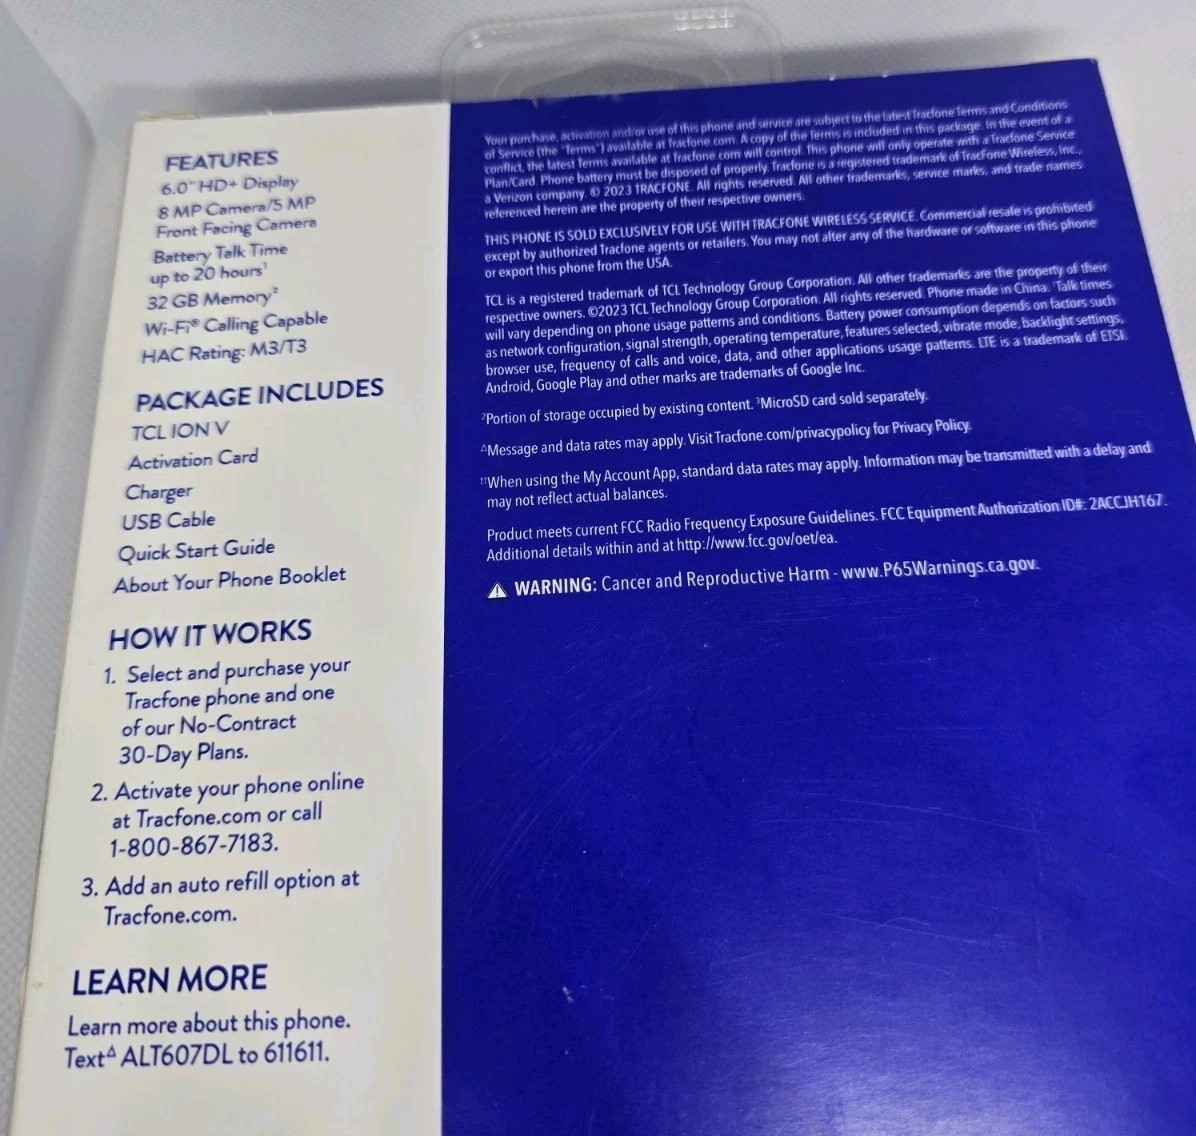 FEATURES
6.0" HD+ Display
8 MP Camera/5 MP
Front Facing Camera
Battery Talk Time
up to 20 hours¹
32 GB Memory²
Wi-Fi® Calling Capable
HAC Rating: M3/T3
PACKAGE INCLUDES
TCL ION V
Activation Card
Charger
USB Cable
Quick Start Guide
About Your Phone Booklet
HOW IT WORKS
1. Select and purchase your
Tracfone phone and one
of our No-Contract
30-Day Plans.
2. Activate your phone online
at Tracfone.com or call
1-800-867-7183.
3. Add an auto refill option at
Tracfone.com.
LEARN MORE
Learn more about this phone.
Text△ ALT607DL to 611611.
Your purchase, activation and/or use of this phone and service are subject to the latest Tracfone Terms and Conditions
of Service (the "Terms") available at Tracfone.com. A copy of the Terms is included in this package. In the event of a
conflict, the latest Terms available at Tracfone.com will control. This phone will only operate with a Tracfone Service
Plan/Card. Phone battery must be disposed of properly. Tracfone is a registered trademark of TracFone Wireless, Inc.,
a Verizon company. © 2023 TRACFONE. All rights reserved. All other trademarks, service marks, and trade names
referenced herein are the property of their respective owners.
THIS PHONE IS SOLD EXCLUSIVELY FOR USE WITH TRACFONE WIRELESS SERVICE. Commercial resale is prohibited
except by authorized Tracfone agents or retailers. You may not alter any of the hardware or software in this phone
or export this phone from the USA.
TCL is a registered trademark of TCL Technology Group Corporation. All other trademarks are the property of their
respective owners. ©2023 TCL Technology Group Corporation. All rights reserved. Phone made in China. ¹Talk times
will vary depending on phone usage patterns and conditions. Battery power consumption depends on factors such
as network configuration, signal strength, operating temperature, features selected, vibrate mode, backlight settings,
browser use, frequency of calls and voice, data, and other applications usage patterns. LTE is a trademark of ETSI.
Android, Google Play and other marks are trademarks of Google Inc.
²Portion of storage occupied by existing content. ³MicroSD card sold separately.
△Message and data rates may apply. Visit Tracfone.com/privacypolicy for Privacy Policy.
††When using the My Account App, standard data rates may apply. Information may be transmitted with a delay and
may not reflect actual balances.
Product meets current FCC Radio Frequency Exposure Guidelines. FCC Equipment Authorization ID#: 2ACCJH167.
Additional details within and at http://www.fcc.gov/oet/ea.
⚠ WARNING: Cancer and Reproductive Harm - www.P65Warnings.ca.gov.